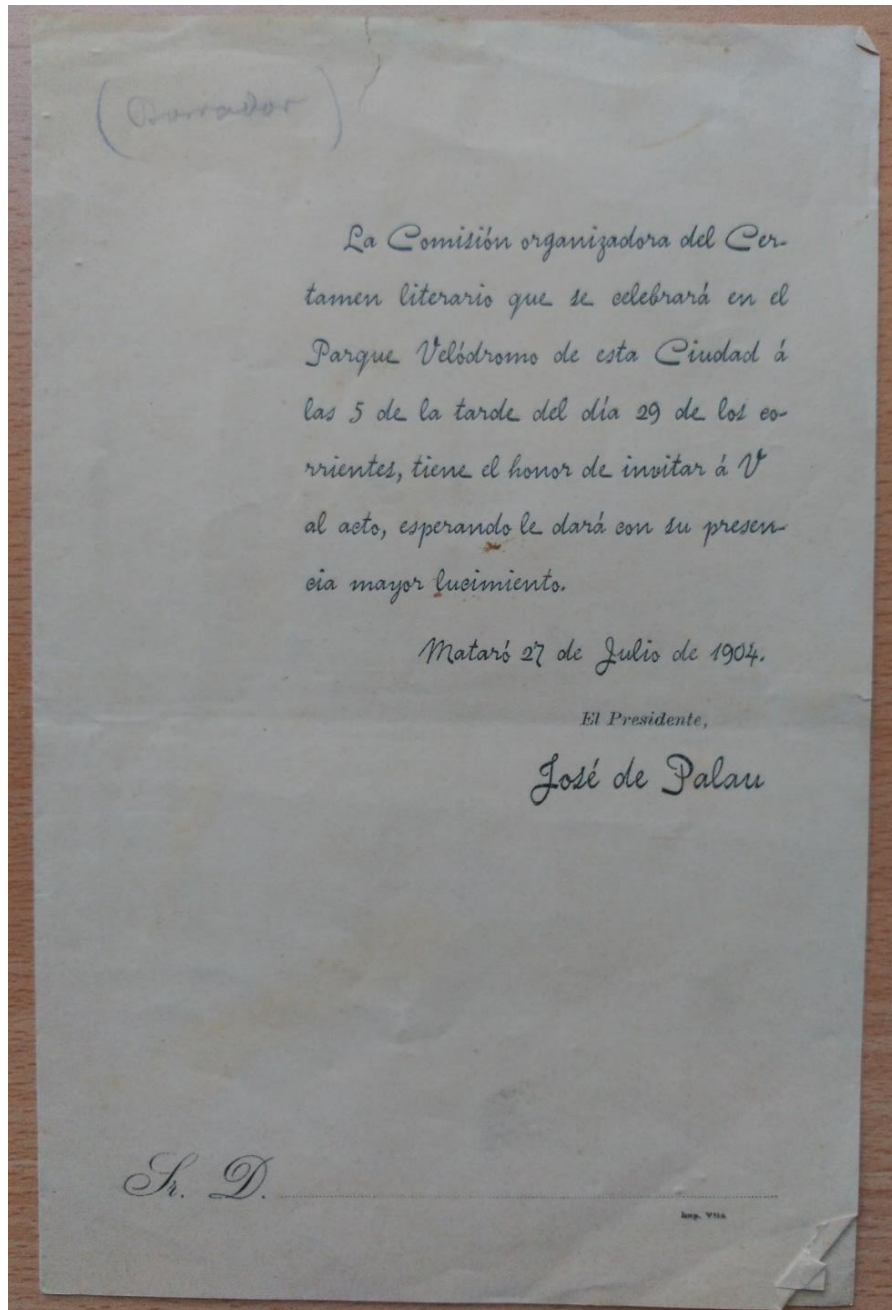 (Borrador)
La Comisión organizadora del Cer-
tamen literario que se celebrará en el
Parque Velódromo de esta Ciudad á
las 5 de la tarde del día 29 de los co-
rrientes, tiene el honor de invitar á V
al acto, esperando le dará con su presen-
cia mayor lucimiento.
Mataró 27 de Julio de 1904.
El Presidente,
José de Palau
Sr. D.
Imp. Vila